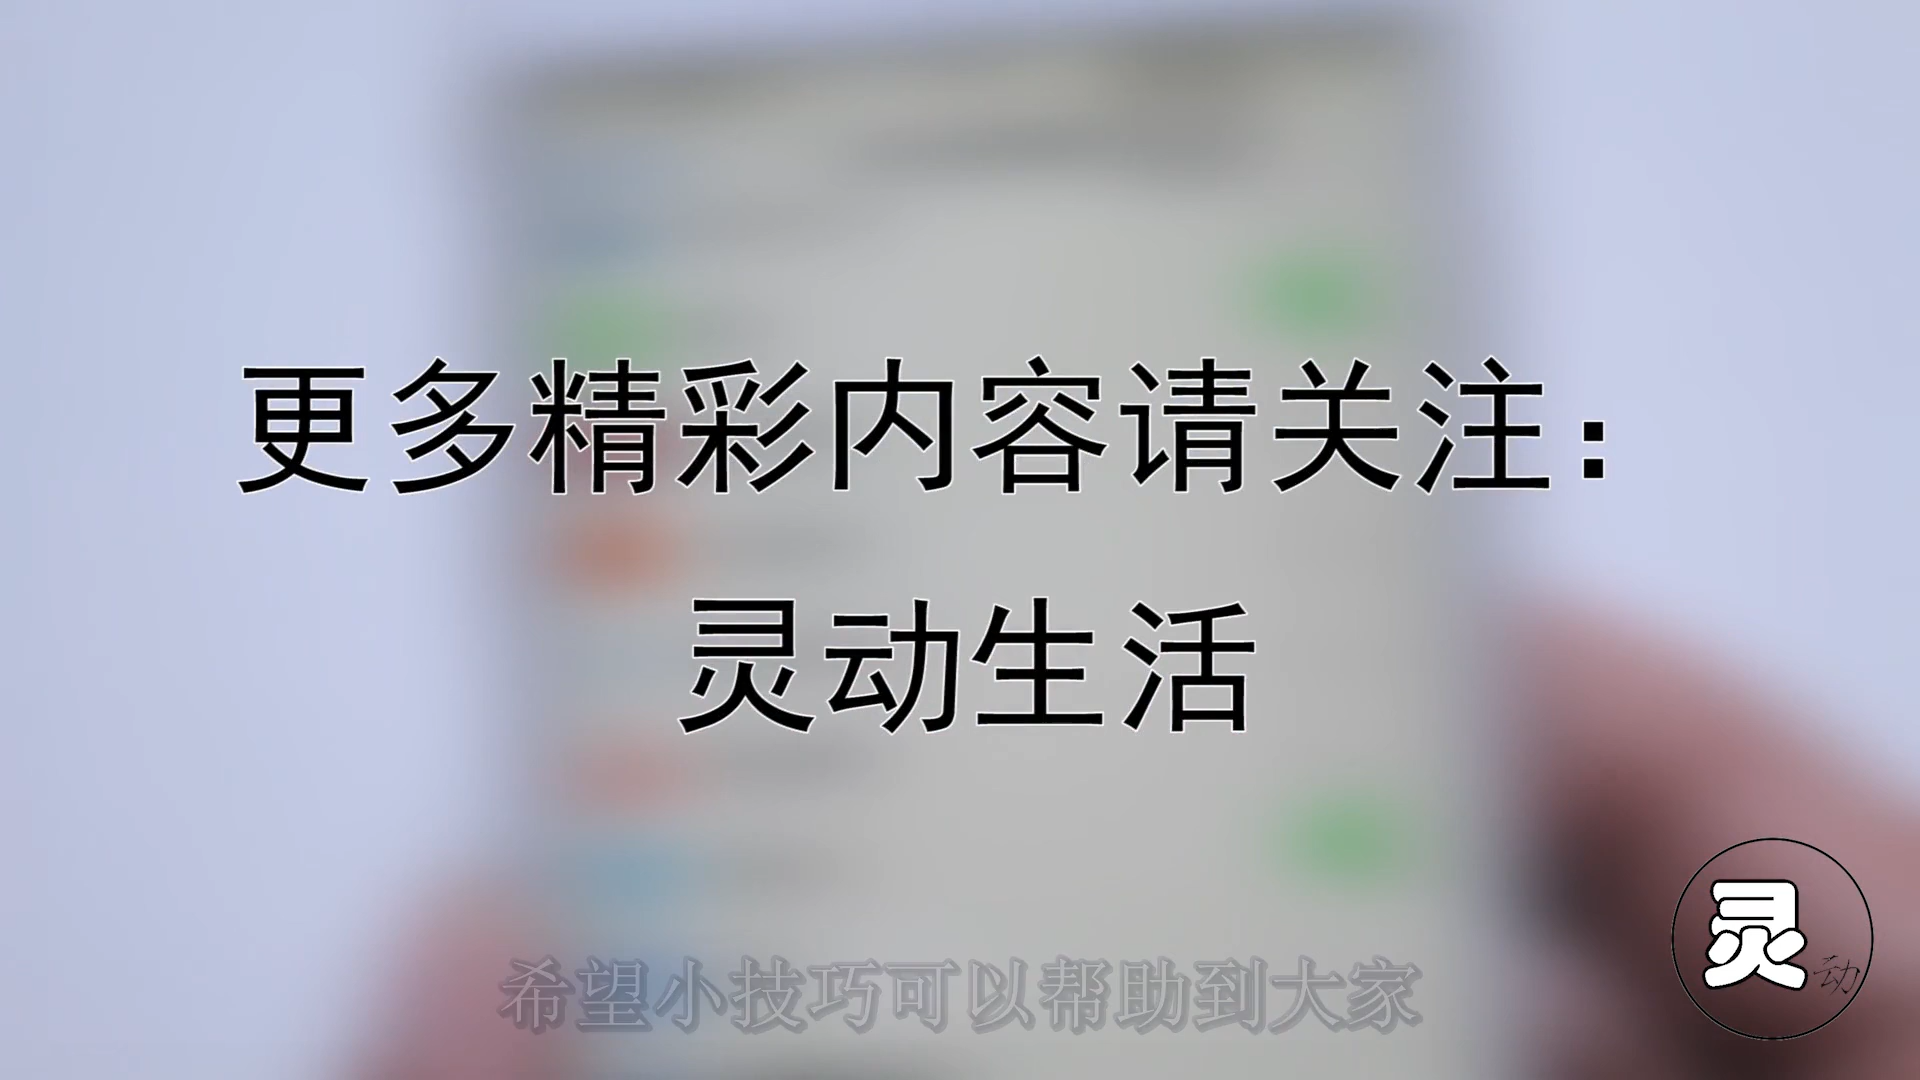 更多精彩内容请关注：
灵动生活
希望小技巧可以帮助到大家
灵动